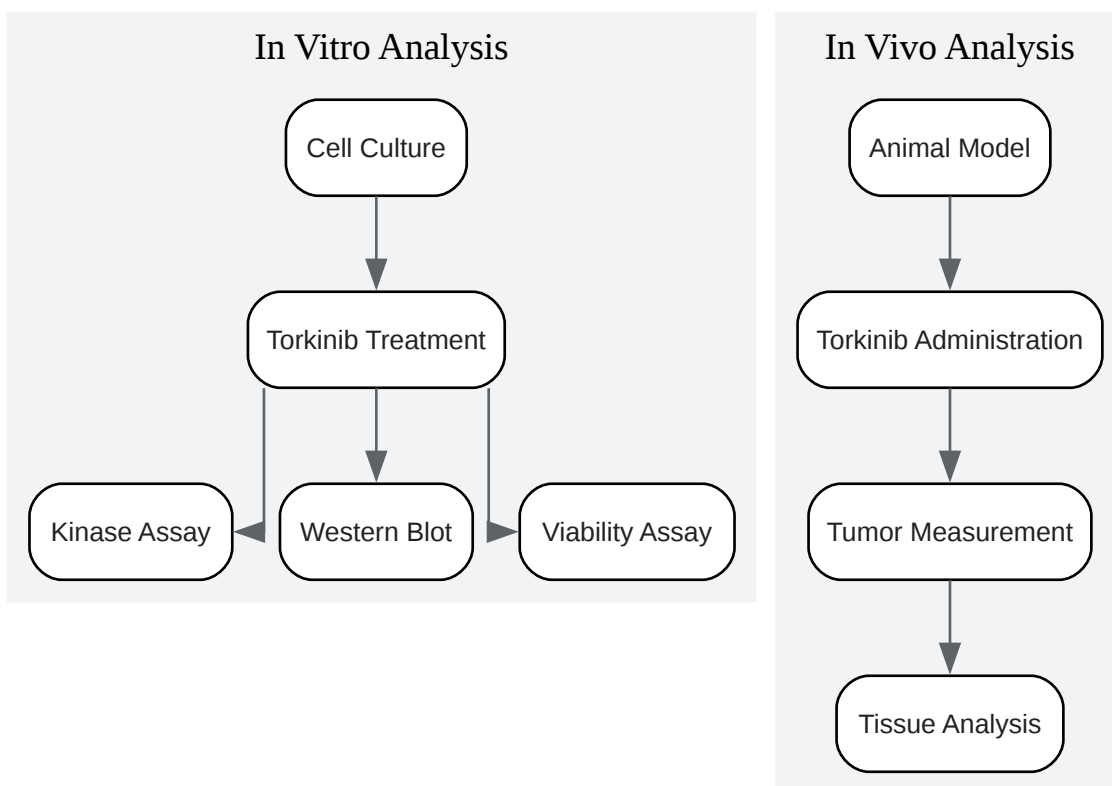 In Vitro Analysis
Cell Culture
Torkinib Treatment
Kinase Assay
Western Blot
Viability Assay
In Vivo Analysis
Animal Model
Torkinib Administration
Tumor Measurement
Tissue Analysis